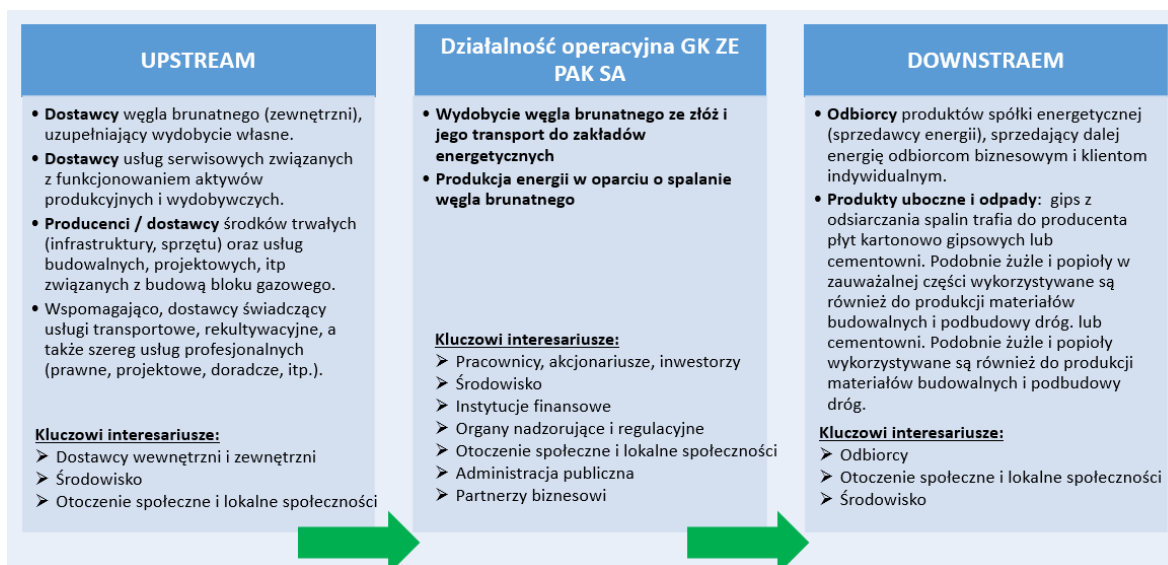 UPSTREAM
• Dostawcy węgla brunatnego (zewnętrzni),
uzupełniający wydobycie własne.
• Dostawcy usług serwisowych związanych
z funkcjonowaniem aktywów
produkcyjnych i wydobywczych.
• Producenci / dostawcy środków trwałych
(infrastruktury, sprzętu) oraz usług
budowalnych, projektowych, itp
związanych z budową bloku gazowego.
• Wspomagająco, dostawcy świadczący
usługi transportowe, rekultywacyjne, a
także szereg usług profesjonalnych
(prawne, projektowe, doradcze, itp.).
Kluczowi interesariusze:
➢ Dostawcy wewnętrzni i zewnętrzni
➢ Środowisko
➢ Otoczenie społeczne i lokalne społeczności
Działalność operacyjna GK ZE
PAK SA
• Wydobycie węgla brunatnego ze złóż i
jego transport do zakładów
energetycznych
• Produkcja energii w oparciu o spalanie
węgla brunatnego
Kluczowi interesariusze:
➢ Pracownicy, akcjonariusze, inwestorzy
➢ Środowisko
➢ Instytucje finansowe
➢ Organy nadzorujące i regulacyjne
➢ Otoczenie społeczne i lokalne społeczności
➢ Administracja publiczna
➢ Partnerzy biznesowi
DOWNSTRAEM
• Odbiorcy produktów spółki energetycznej
(sprzedawcy energii), sprzedający dalej
energię odbiorcom biznesowym i klientom
indywidualnym.
• Produkty uboczne i odpady: gips z
odsiarczania spalin trafia do producenta
płyt kartonowo gipsowych lub
cementowni. Podobnie żużle i popioły w
zauważalnej części wykorzystywane są
również do produkcji materiałów
budowalnych i podbudowy dróg. lub
cementowni. Podobnie żużle i popioły
wykorzystywane są również do produkcji
materiałów budowalnych i podbudowy
dróg.
Kluczowi interesariusze:
➢ Odbiorcy
➢ Otoczenie społeczne i lokalne społeczności
➢ Środowisko